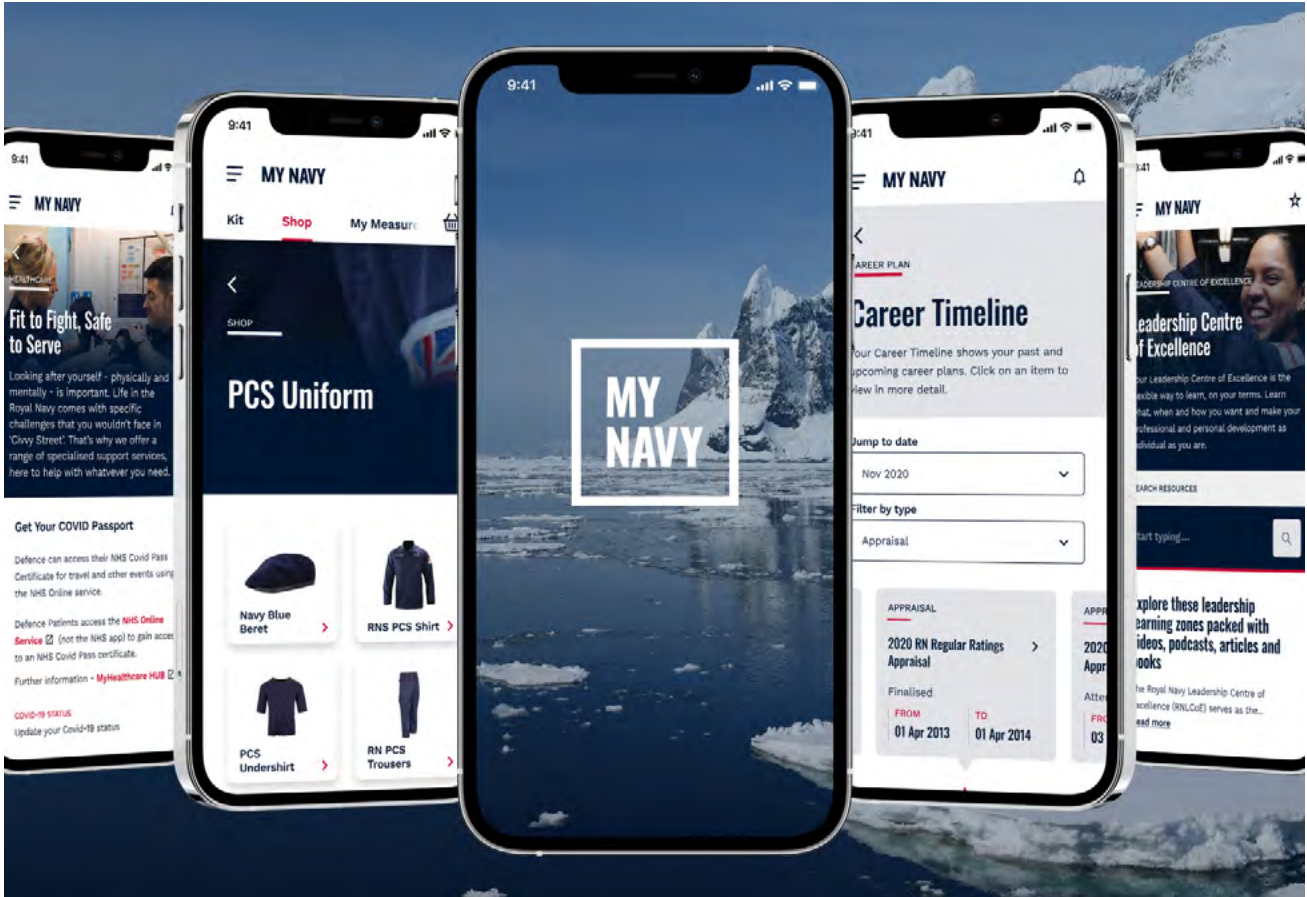 9:41
MY NAVY
HEALTHCARE
Fit to Fight, Safe
to Serve
Looking after yourself - physically and
mentally - is important. Life in the
Royal Navy comes with specific
challenges that you wouldn't face in
'Civvy Street'. That's why we offer a
range of specialised support services,
here to help with whatvever you need.
Get Your COVID Passport
Defence can access their NHS Covid Pass
Certificate for travel and other events using
the NHS Online service.
Defence Patients access the NHS Online
Service (not the NHS app) to gain acces
to an NHS Covid Pass certificate.
Further information - MyHealthcare HUB
COVID-19 STATUS
Update your Covid-19 status
9:41
MY NAVY
Kit Shop My Measur
SHOP
PCS Uniform
Navy Blue
Beret
RNS PCS Shirt
PCS
Undershirt
RN PCS
Trousers
9:41
MY
NAVY
9:41
MY NAVY
CAREER PLAN
Career Timeline
Your Career Timeline shows your past and
upcoming career plans. Click on an item to
view in more detail.
Jump to date
Nov 2020
Filter by type
Appraisal
APPRAISAL
2020 RN Regular Ratings
Appraisal
Finalised
FROM TO
01 Apr 2013 01 Apr 2014
APPR
2020
Appr
Atte
FRO
03
9:41
MY NAVY
LEADERSHIP CENTRE OF EXCELLENCE
Leadership Centre
of Excellence
Your Leadership Centre of Excellence is the
flexible way to learn, on your terms. Learn
what, when and how you want and make your
professional and personal development as
individual as you are.
SEARCH RESOURCES
Start typing...
Explore these leadership
learning zones packed with
videos, podcasts, articles and
books
The Royal Navy Leadership Centre of
Excellence (RNLCoE) serves as the...
Read more